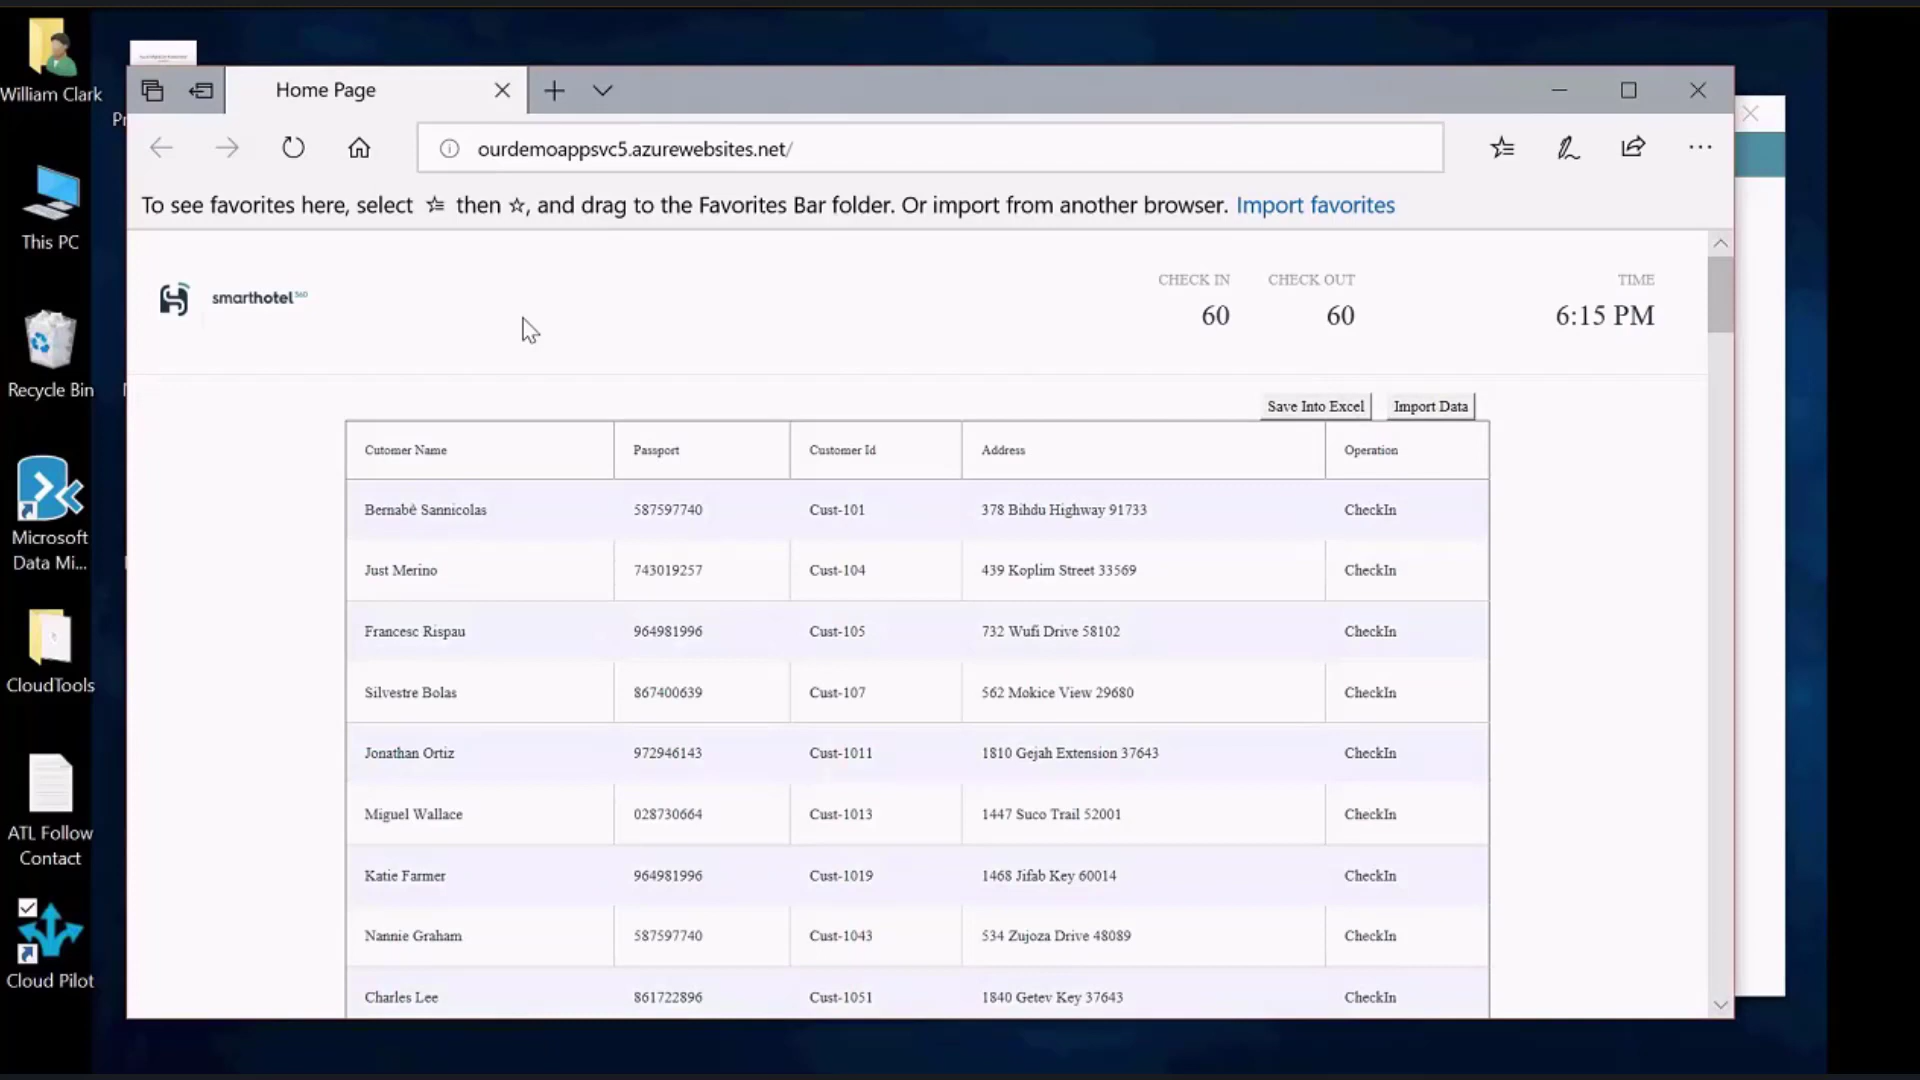 William Clark
This PC
Recycle Bin
Microsoft
Data Mi...
CloudTools
ATL Follow
Contact
Cloud Pilot
Pr
Home Page
ourdemoappsvc5.azurewebsites.net/
To see favorites here, select then , and drag to the Favorites Bar folder. Or import from another browser. Import favorites
smarthotel360
CHECK IN CHECK OUT TIME
60 60 6:15 PM
Save Into Excel Import Data
Cutomer Name Passport Customer Id Address Operation
Bernabè Sannicolas 587597740 Cust-101 378 Bihdu Highway 91733 CheckIn
Just Merino 743019257 Cust-104 439 Koplim Street 33569 CheckIn
Francesc Rispau 964981996 Cust-105 732 Wufi Drive 58102 CheckIn
Silvestre Bolas 867400639 Cust-107 562 Mokice View 29680 CheckIn
Jonathan Ortiz 972946143 Cust-1011 1810 Gejah Extension 37643 CheckIn
Miguel Wallace 028730664 Cust-1013 1447 Suco Trail 52001 CheckIn
Katie Farmer 964981996 Cust-1019 1468 Jifab Key 60014 CheckIn
Nannie Graham 587597740 Cust-1043 534 Zujoza Drive 48089 CheckIn
Charles Lee 861722896 Cust-1051 1840 Getev Key 37643 CheckIn